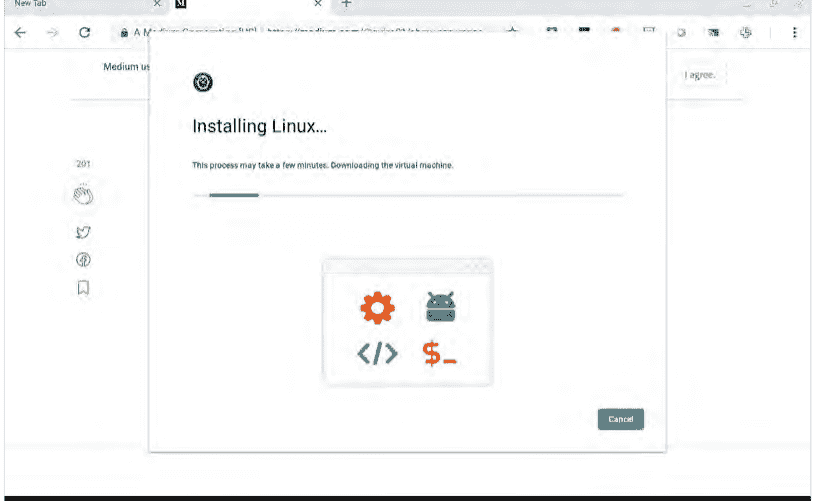 New Tab
Medium us
I agree.
Installing Linux...
This process may take a few minutes. Downloading the virtual machine.
201
</>
$_
Cancel